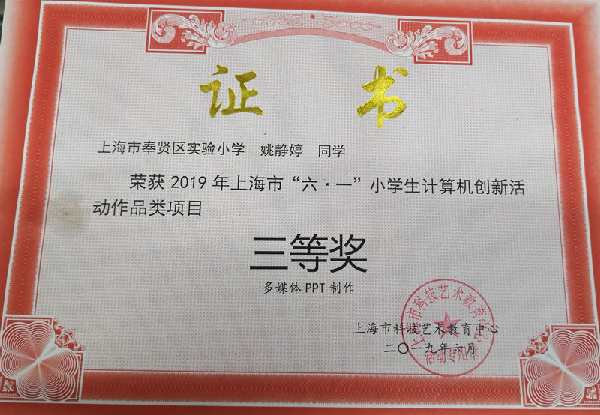 证 书
上海市奉贤区实验小学 姚静婷 同学
荣获 2019 年上海市“六·一”小学生计算机创新活
动作品类项目
三等奖
多媒体 PPT 制作
上海市科技艺术教育中心
二〇一九年六月